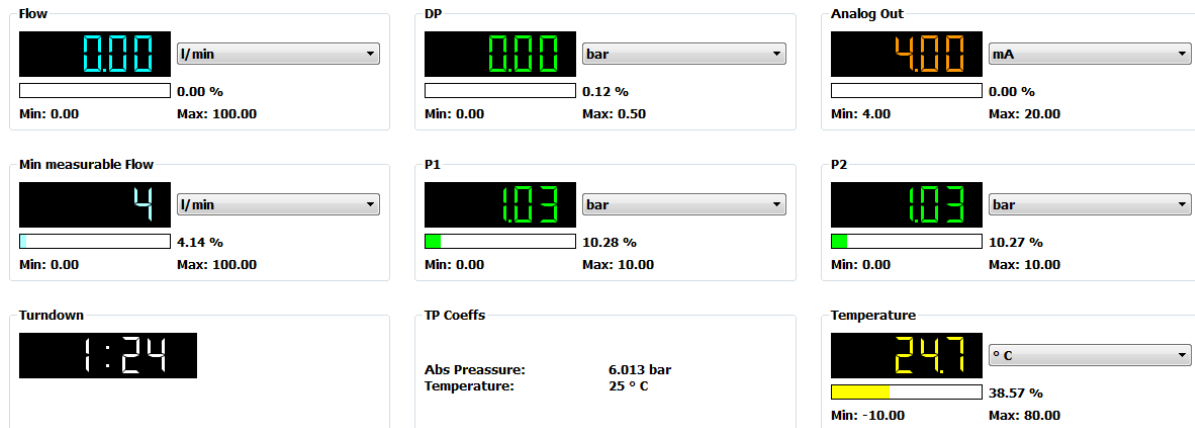 Flow
0.00 l/min
0.00 %
Min: 0.00 Max: 100.00
DP
0.00 bar
0.12 %
Min: 0.00 Max: 0.50
Analog Out
4.00 mA
0.00 %
Min: 4.00 Max: 20.00
Min measurable Flow
4 l/min
4.14 %
Min: 0.00 Max: 100.00
P1
1.03 bar
10.28 %
Min: 0.00 Max: 10.00
P2
1.03 bar
10.27 %
Min: 0.00 Max: 10.00
Turndown
1:24
TP Coeffs
Abs Preassure: 6.013 bar
Temperature: 25 ° C
Temperature
24.7 ° C
38.57 %
Min: -10.00 Max: 80.00